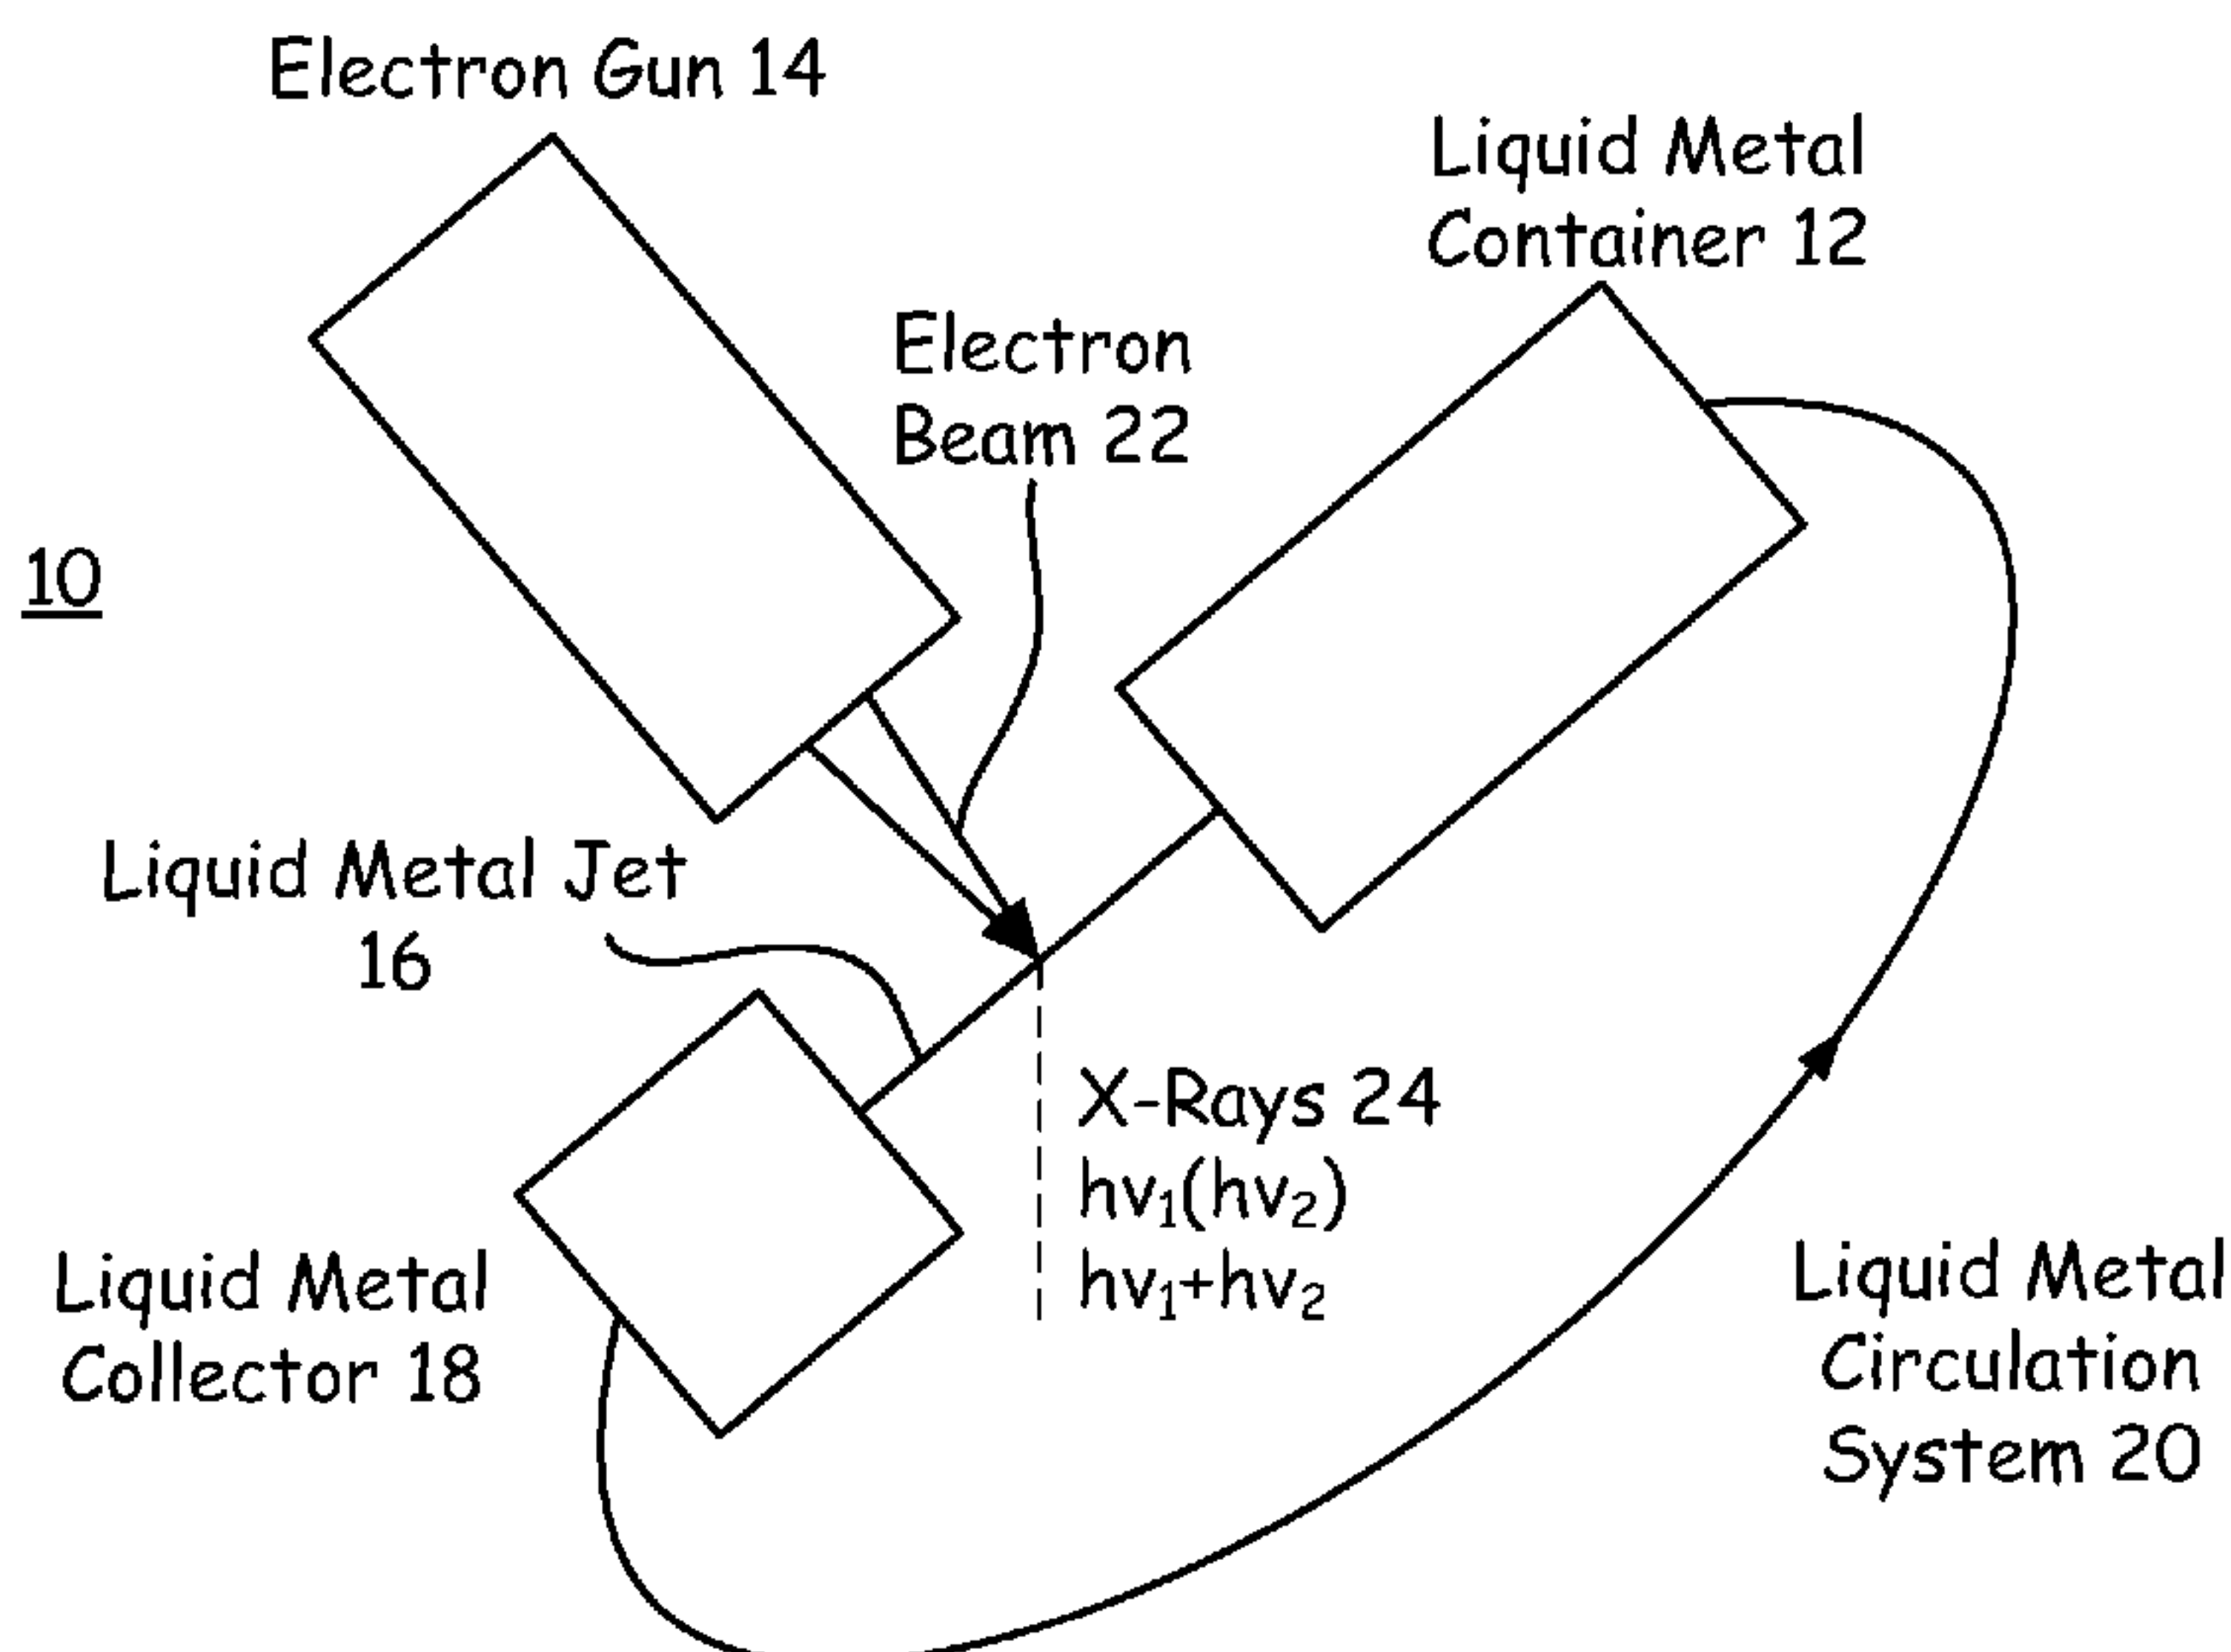 Electron Gun 14
Liquid Metal
Container 12
Electron
Beam 22
10
Liquid Metal Jet
16
X-Rays 24
hv₁(hv₂)
hv₁+hv₂
Liquid Metal
Collector 18
Liquid Metal
Circulation
System 20